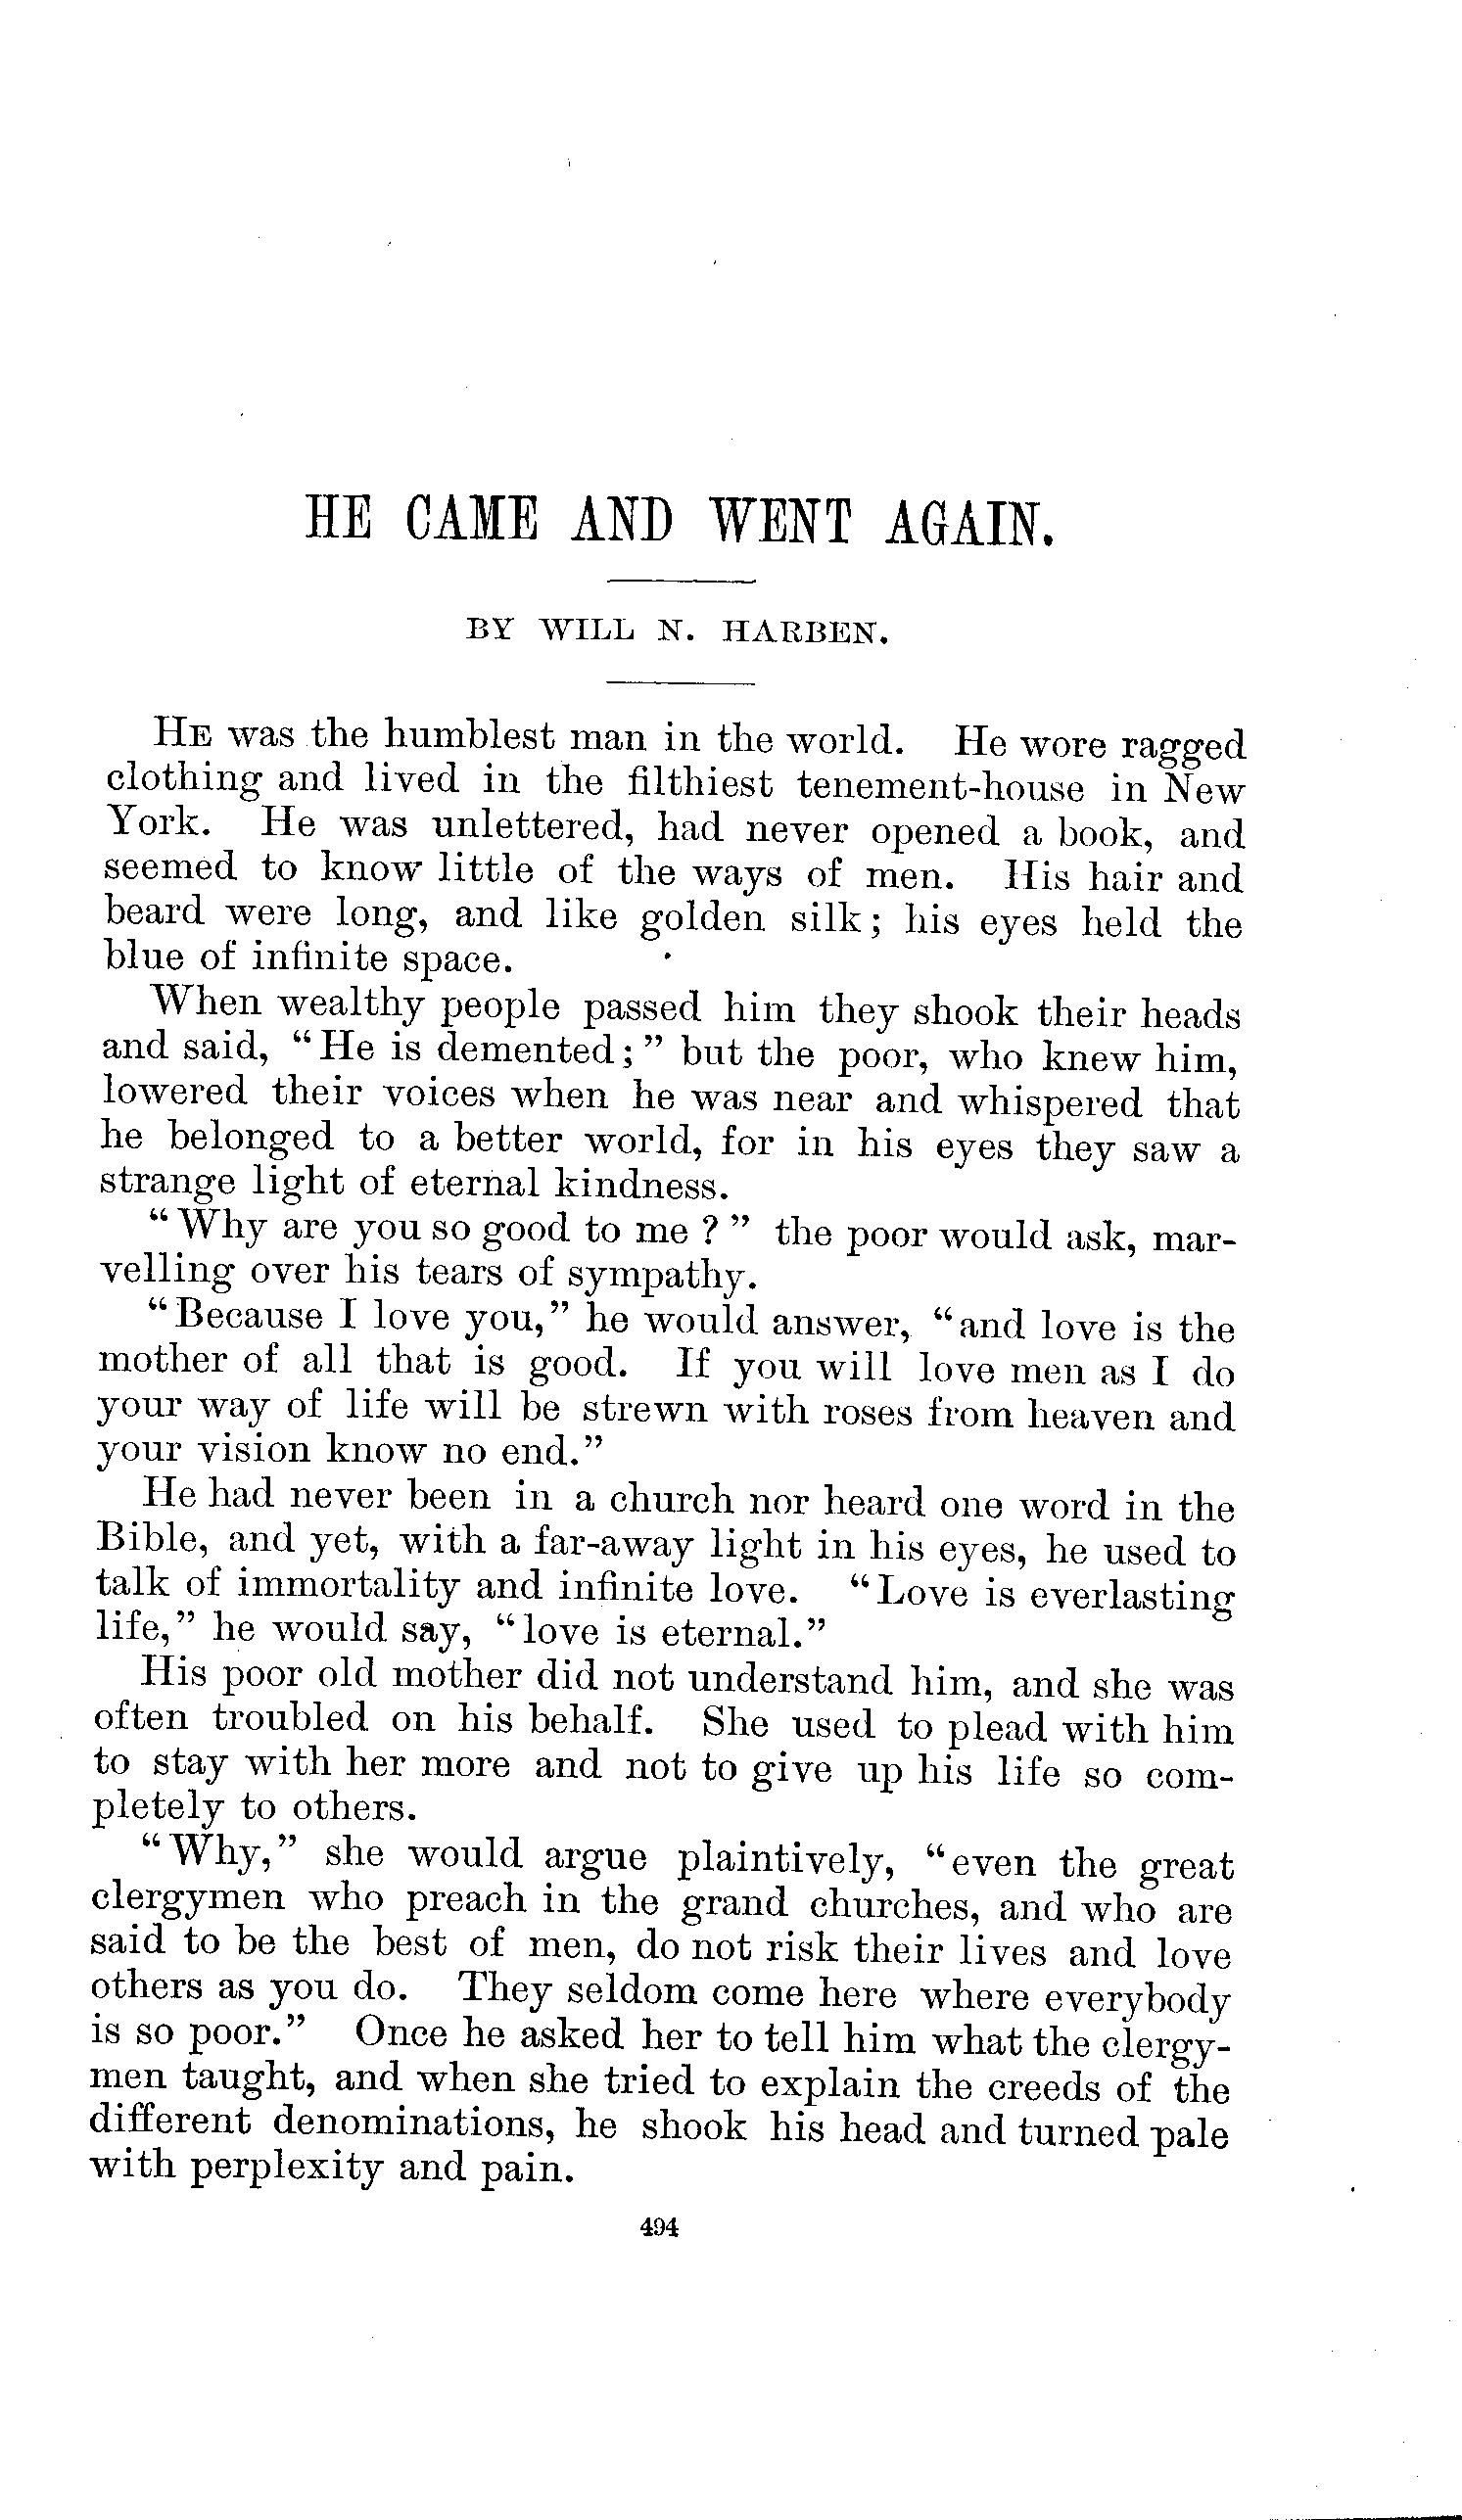 HE CAME AND WENT AGAIN.
BY WILL N. HARBEN.
HE was the humblest man in the world. He wore ragged
clothing and lived in the filthiest tenement-house in New
York. He was unlettered, had never opened a book, and
seemed to know little of the ways of men. His hair and
beard were long, and like golden silk; his eyes held the
blue of infinite space.
When wealthy people passed him they shook their heads
and said, “He is demented;” but the poor, who knew him,
lowered their voices when he was near and whispered that
he belonged to a better world, for in his eyes they saw a
strange light of eternal kindness.
“Why are you so good to me?” the poor would ask, mar-
velling over his tears of sympathy.
“Because I love you,” he would answer, “and love is the
mother of all that is good. If you will love men as I do
your way of life will be strewn with roses from heaven and
your vision know no end.”
He had never been in a church nor heard one word in the
Bible, and yet, with a far-away light in his eyes, he used to
talk of immortality and infinite love. “Love is everlasting
life,” he would say, “love is eternal.”
His poor old mother did not understand him, and she was
often troubled on his behalf. She used to plead with him
to stay with her more and not to give up his life so com-
pletely to others.
“Why,” she would argue plaintively, “even the great
clergymen who preach in the grand churches, and who are
said to be the best of men, do not risk their lives and love
others as you do. They seldom come here where everybody
is so poor.” Once he asked her to tell him what the clergy-
men taught, and when she tried to explain the creeds of the
different denominations, he shook his head and turned pale
with perplexity and pain.
494